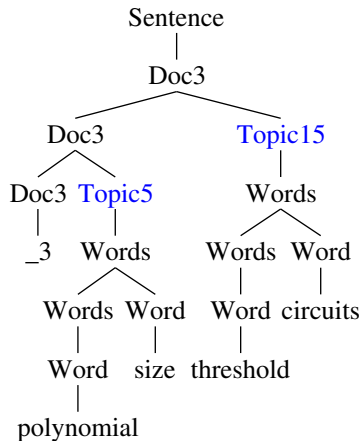 Sentence
Doc3
Doc3 Topic15
Doc3 Topic5 Words
_3 Words Words Word
Words Word Word circuits
Word size threshold
polynomial